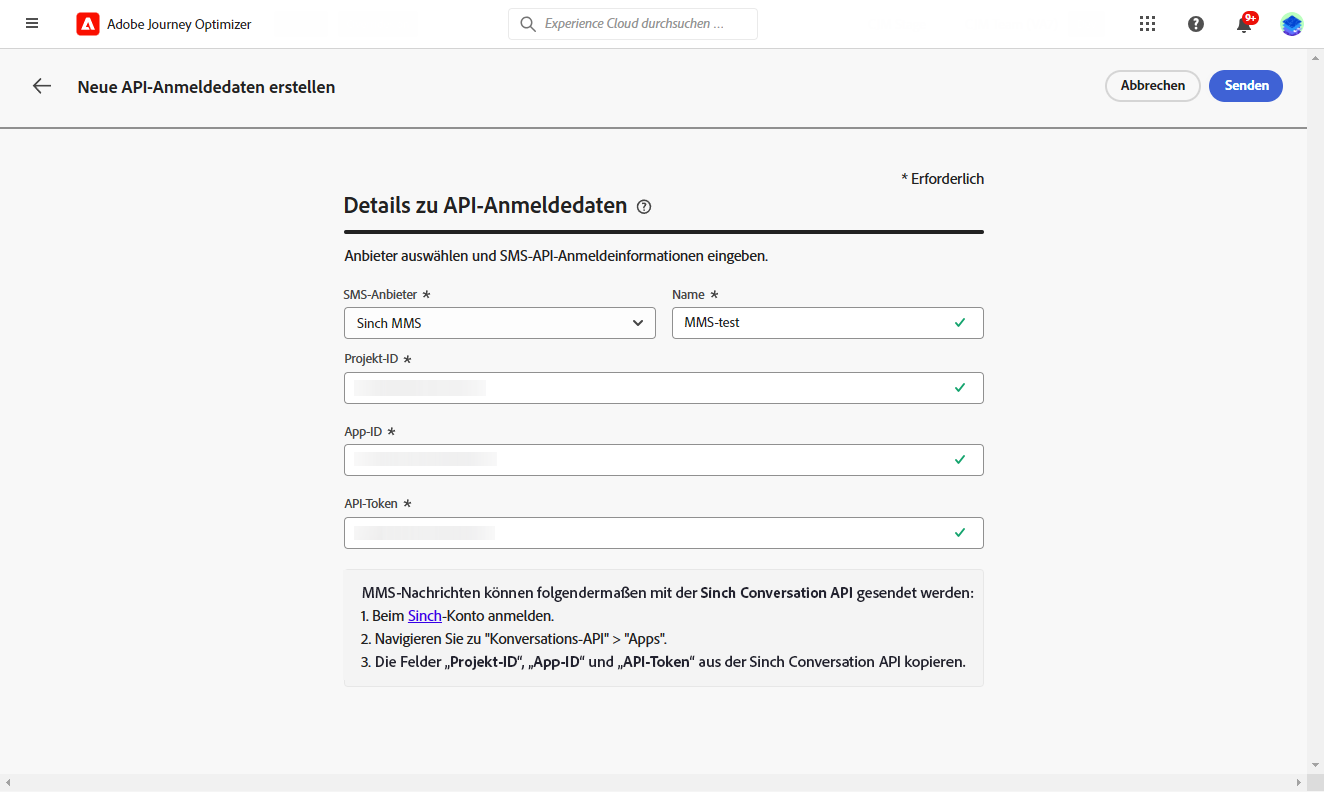 Adobe Journey Optimizer
Experience Cloud durchsuchen ...
9+
Neue API-Anmeldedaten erstellen
Abbrechen
Senden
* Erforderlich
Details zu API-Anmeldedaten
Anbieter auswählen und SMS-API-Anmeldeinformationen eingeben.
SMS-Anbieter *
Name *
Sinch MMS
MMS-test
Projekt-ID *
App-ID *
API-Token *
MMS-Nachrichten können folgendermaßen mit der Sinch Conversation API gesendet werden:
1. Beim Sinch-Konto anmelden.
2. Navigieren Sie zu "Konversations-API" > "Apps".
3. Die Felder „Projekt-ID“, „App-ID“ und „API-Token“ aus der Sinch Conversation API kopieren.